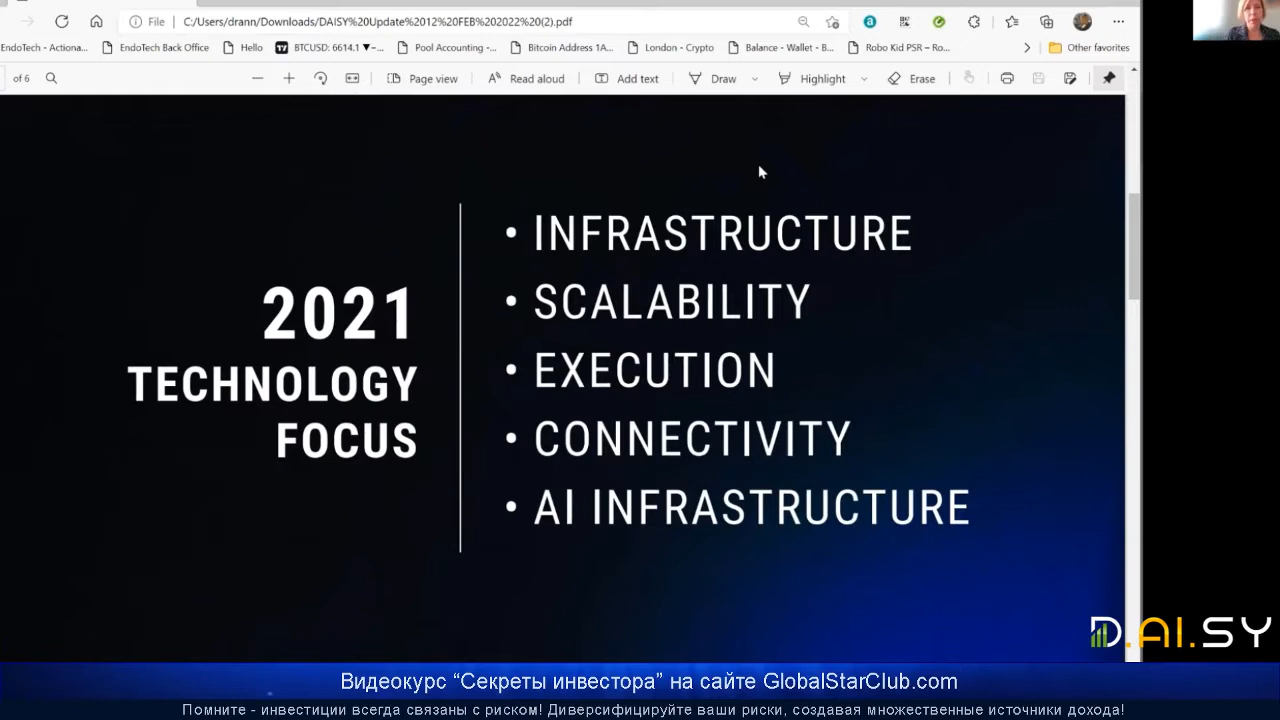 File C:/Users/drann/Downloads/DAISY%20Update%2012%20FEB%202022%20(2).pdf
EndoTech - Actiona...
EndoTech Back Office
Hello
BTCUSD: 6614.1 ▼−...
Pool Accounting -...
Bitcoin Address 1A...
London - Crypto
Balance - Wallet - B...
Robo Kid PSR – Ro...
Other favorites
of 6
Page view
Read aloud
Add text
Draw
Highlight
Erase
2021
TECHNOLOGY
FOCUS
• INFRASTRUCTURE
• SCALABILITY
• EXECUTION
• CONNECTIVITY
• AI INFRASTRUCTURE
D.AI.SY
Видеокурс “Секреты инвестора” на сайте GlobalStarClub.com
Помните - инвестиции всегда связаны с риском! Диверсифицируйте ваши риски, создавая множественные источники дохода!